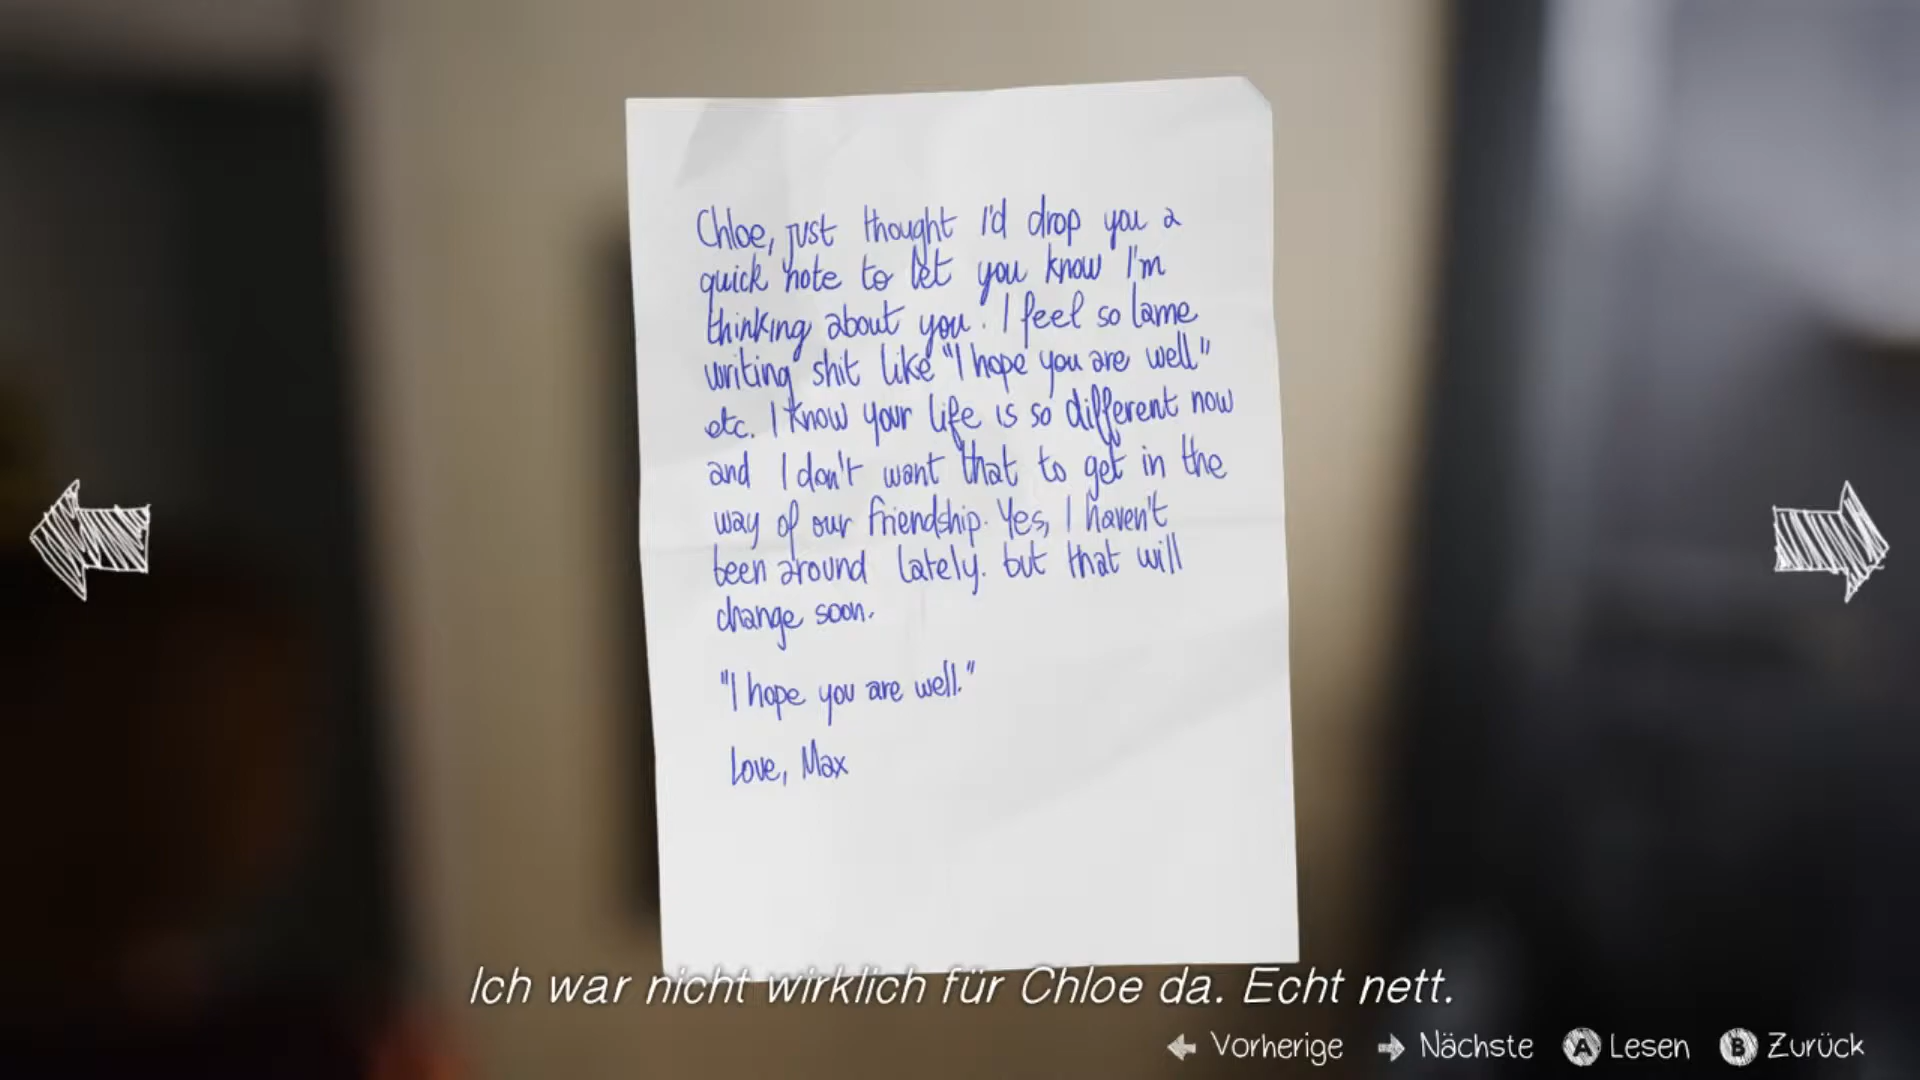 Chloe, just thought I'd drop you a
quick note to let you know I'm
thinking about you. I feel so lame
writing shit like "I hope you are well"
etc. I know your life is so different now
and I don't want that to get in the
way of our friendship. Yes, I haven't
been around lately. but that will
change soon.
"I hope you are well."
Love, Max
Ich war nicht wirklich für Chloe da. Echt nett.
Vorherige Nächste A Lesen B Zurück